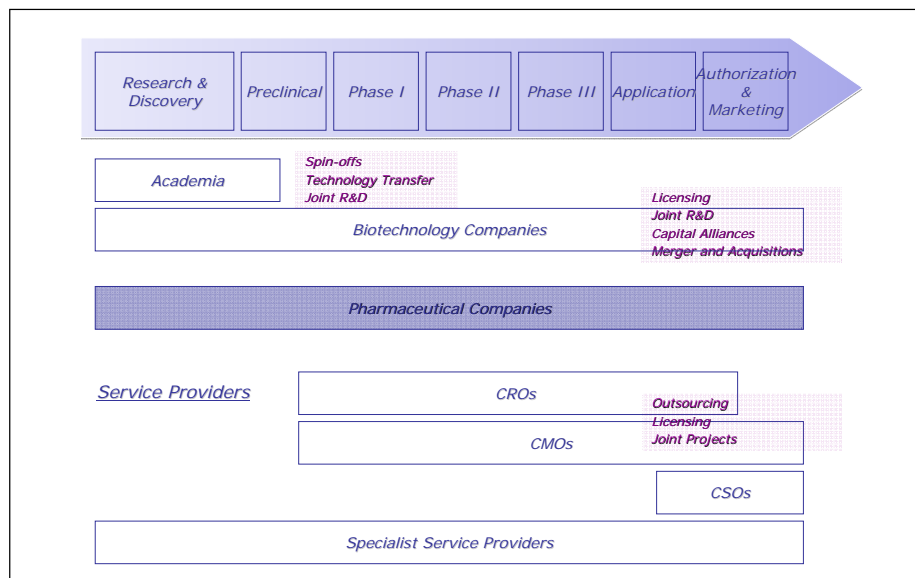 Research &
Discovery
Preclinical
Phase I
Phase II
Phase III
Application
Authorization
&
Marketing
Academia
Spin-offs
Technology Transfer
Joint R&D
Biotechnology Companies
Licensing
Joint R&D
Capital Alliances
Merger and Acquisitions
Pharmaceutical Companies
Service Providers
CROs
Outsourcing
Licensing
Joint Projects
CMOs
CSOs
Specialist Service Providers